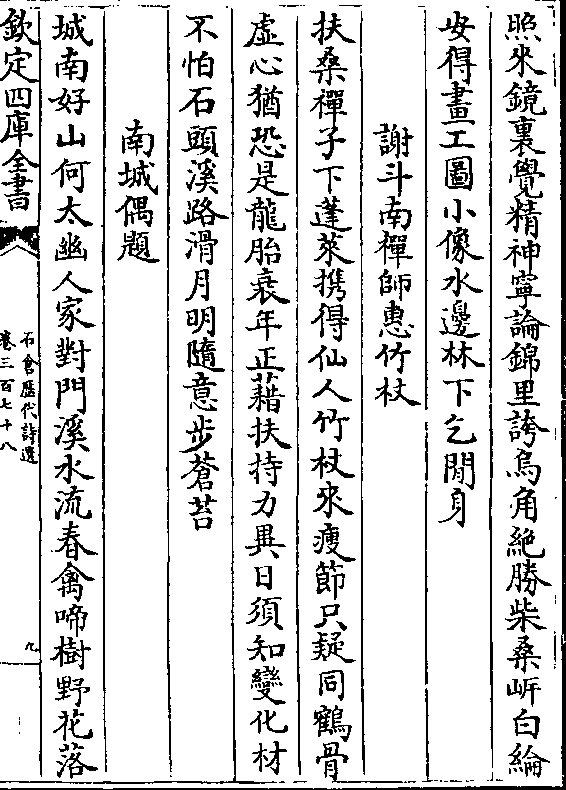 照來鏡裏覺精神寧論錦里誇烏角絶勝柴桑岸白綸
安得畫工圖小像水邊林下乞閒身
謝斗南禪師惠竹杖
扶桑禪子下蓬萊携得仙人竹杖來瘦節只疑同鶴骨
虚心猶恐是龍胎衰年正藉扶持力異日須知變化材
不怕石頭溪路滑月明隨意步蒼苔
南城偶題
城南好山何太幽人家對門溪水流春禽啼樹野花落
欽定四庫全書
石倉歷代詩選
卷三百七十八
九